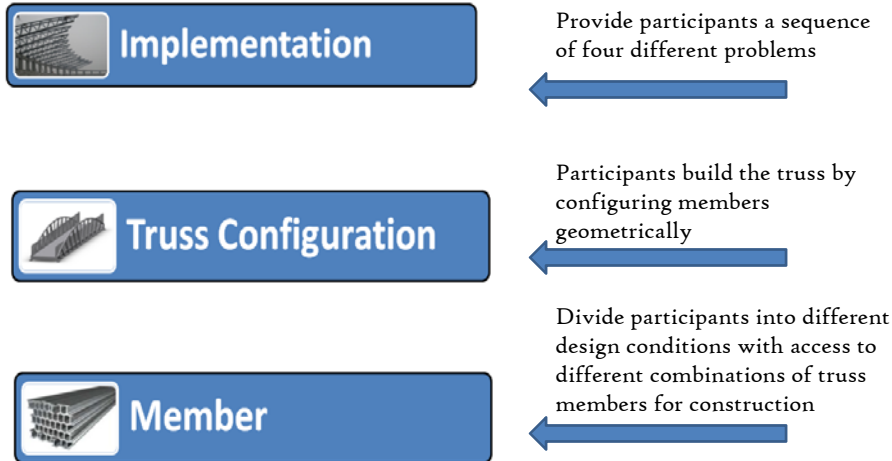 Implementation
Provide participants a sequence
of four different problems
Truss Configuration
Participants build the truss by
configuring members
geometrically
Member
Divide participants into different
design conditions with access to
different combinations of truss
members for construction